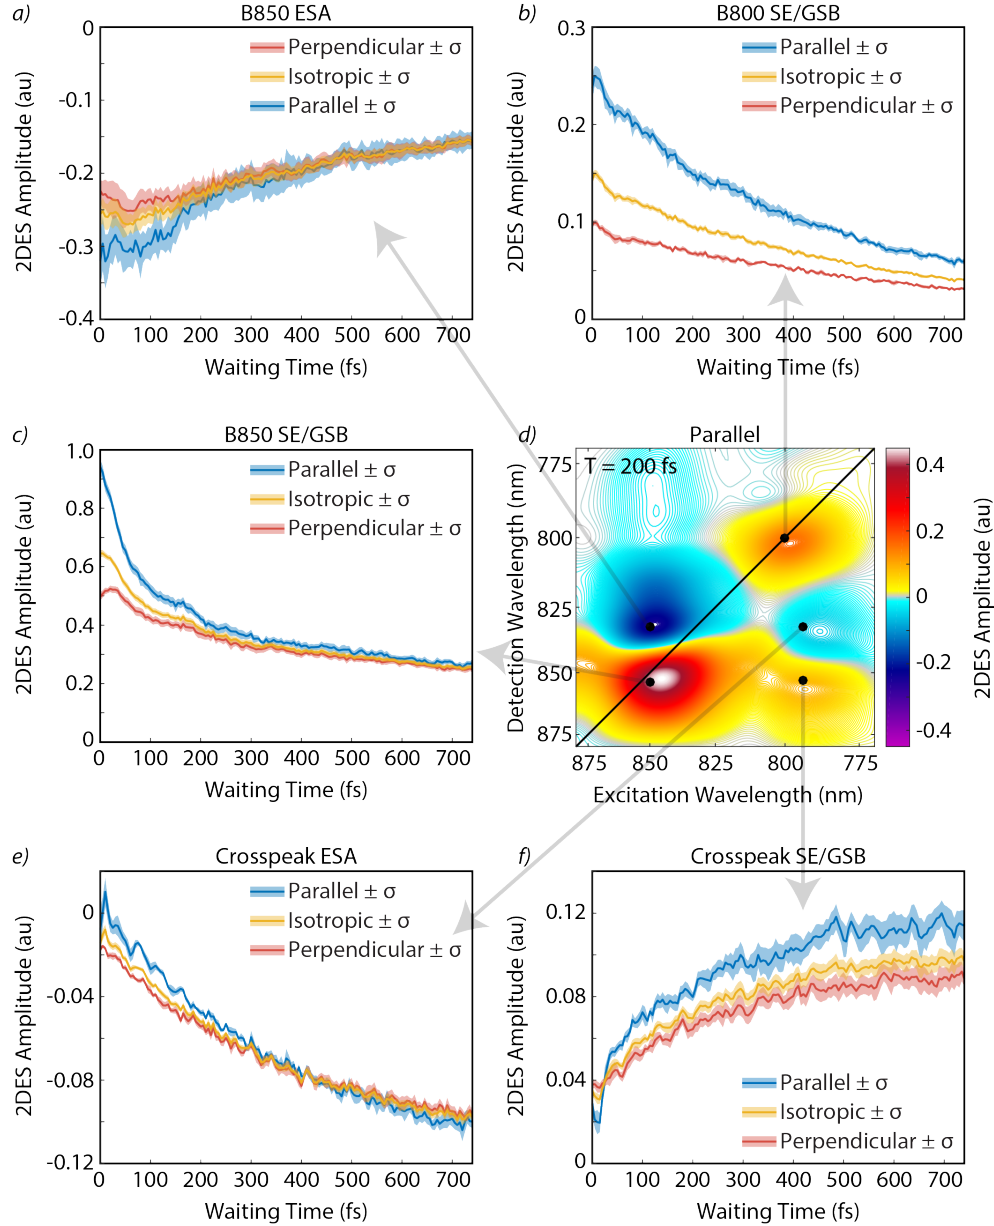 a)
B850 ESA
0
-0.1
-0.2
-0.3
-0.4
2DES Amplitude (au)
Perpendicular ± σ
Isotropic ± σ
Parallel ± σ
0 100 200 300 400 500 600 700
Waiting Time (fs)
b)
B800 SE/GSB
0.3
0.2
0.1
0
2DES Amplitude (au)
Parallel ± σ
Isotropic ± σ
Perpendicular ± σ
0 100 200 300 400 500 600 700
Waiting Time (fs)
c)
B850 SE/GSB
1.0
0.8
0.6
0.4
0.2
0
2DES Amplitude (au)
Parallel ± σ
Isotropic ± σ
Perpendicular ± σ
0 100 200 300 400 500 600 700
Waiting Time (fs)
d)
Parallel
T = 200 fs
775
800
825
850
875
Detection Wavelength (nm)
875 850 825 800 775
Excitation Wavelength (nm)
0.4
0.2
0
-0.2
-0.4
2DES Amplitude (au)
e)
Crosspeak ESA
0
-0.04
-0.08
-0.12
2DES Amplitude (au)
Parallel ± σ
Isotropic ± σ
Perpendicular ± σ
0 100 200 300 400 500 600 700
Waiting Time (fs)
f)
Crosspeak SE/GSB
0.12
0.08
0.04
0
2DES Amplitude (au)
Parallel ± σ
Isotropic ± σ
Perpendicular ± σ
0 100 200 300 400 500 600 700
Waiting Time (fs)